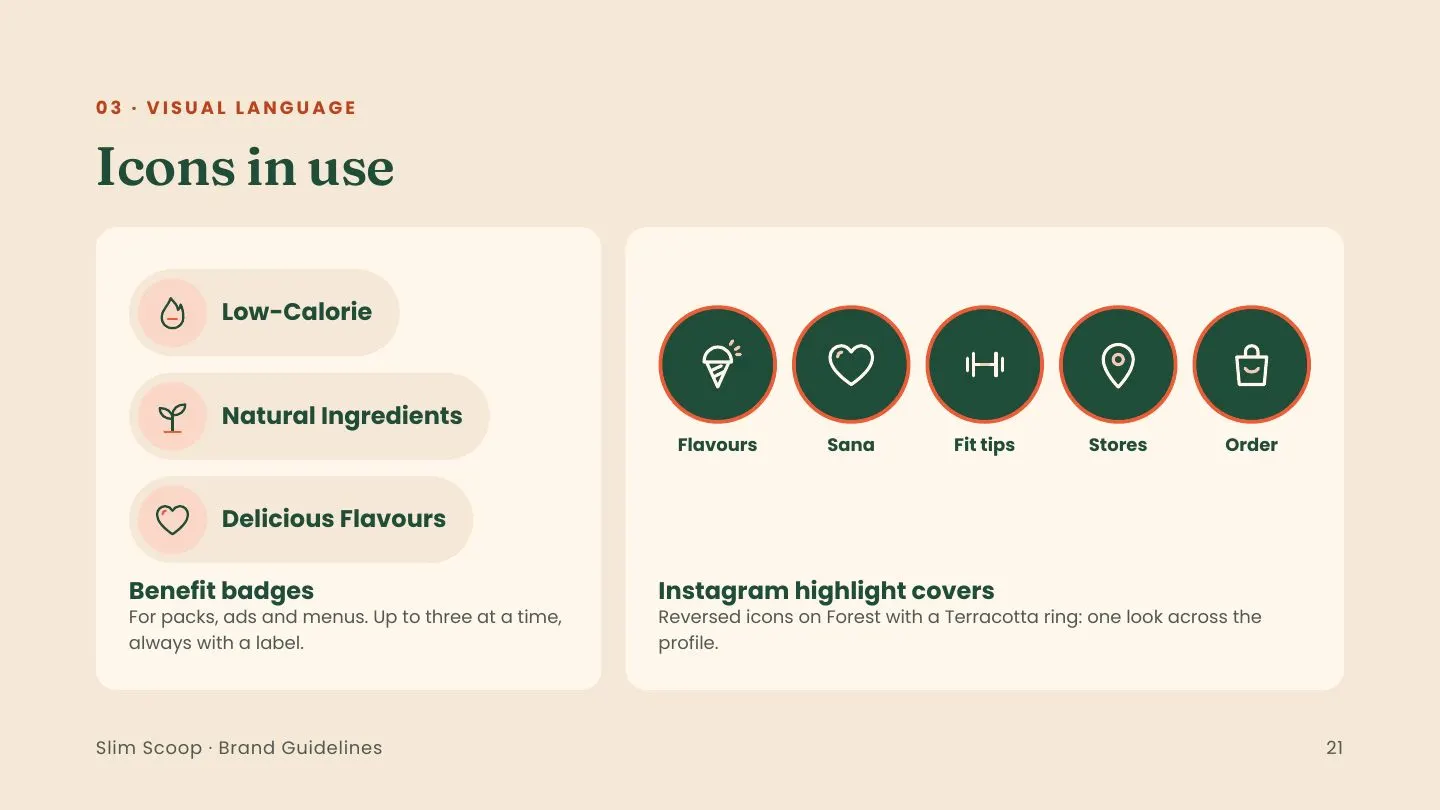 03 · VISUAL LANGUAGE
Icons in use
Low-Calorie
Natural Ingredients
Delicious Flavours
Benefit badges
For packs, ads and menus. Up to three at a time,
always with a label.
Flavours
Sana
Fit tips
Stores
Order
Instagram highlight covers
Reversed icons on Forest with a Terracotta ring: one look across the
profile.
Slim Scoop · Brand Guidelines
21